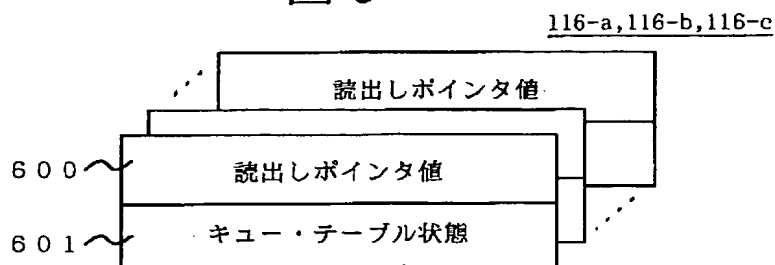 116-a,116-b,116-c
読出しポインタ値
600 読出しポインタ値
601 キュー・テーブル状態